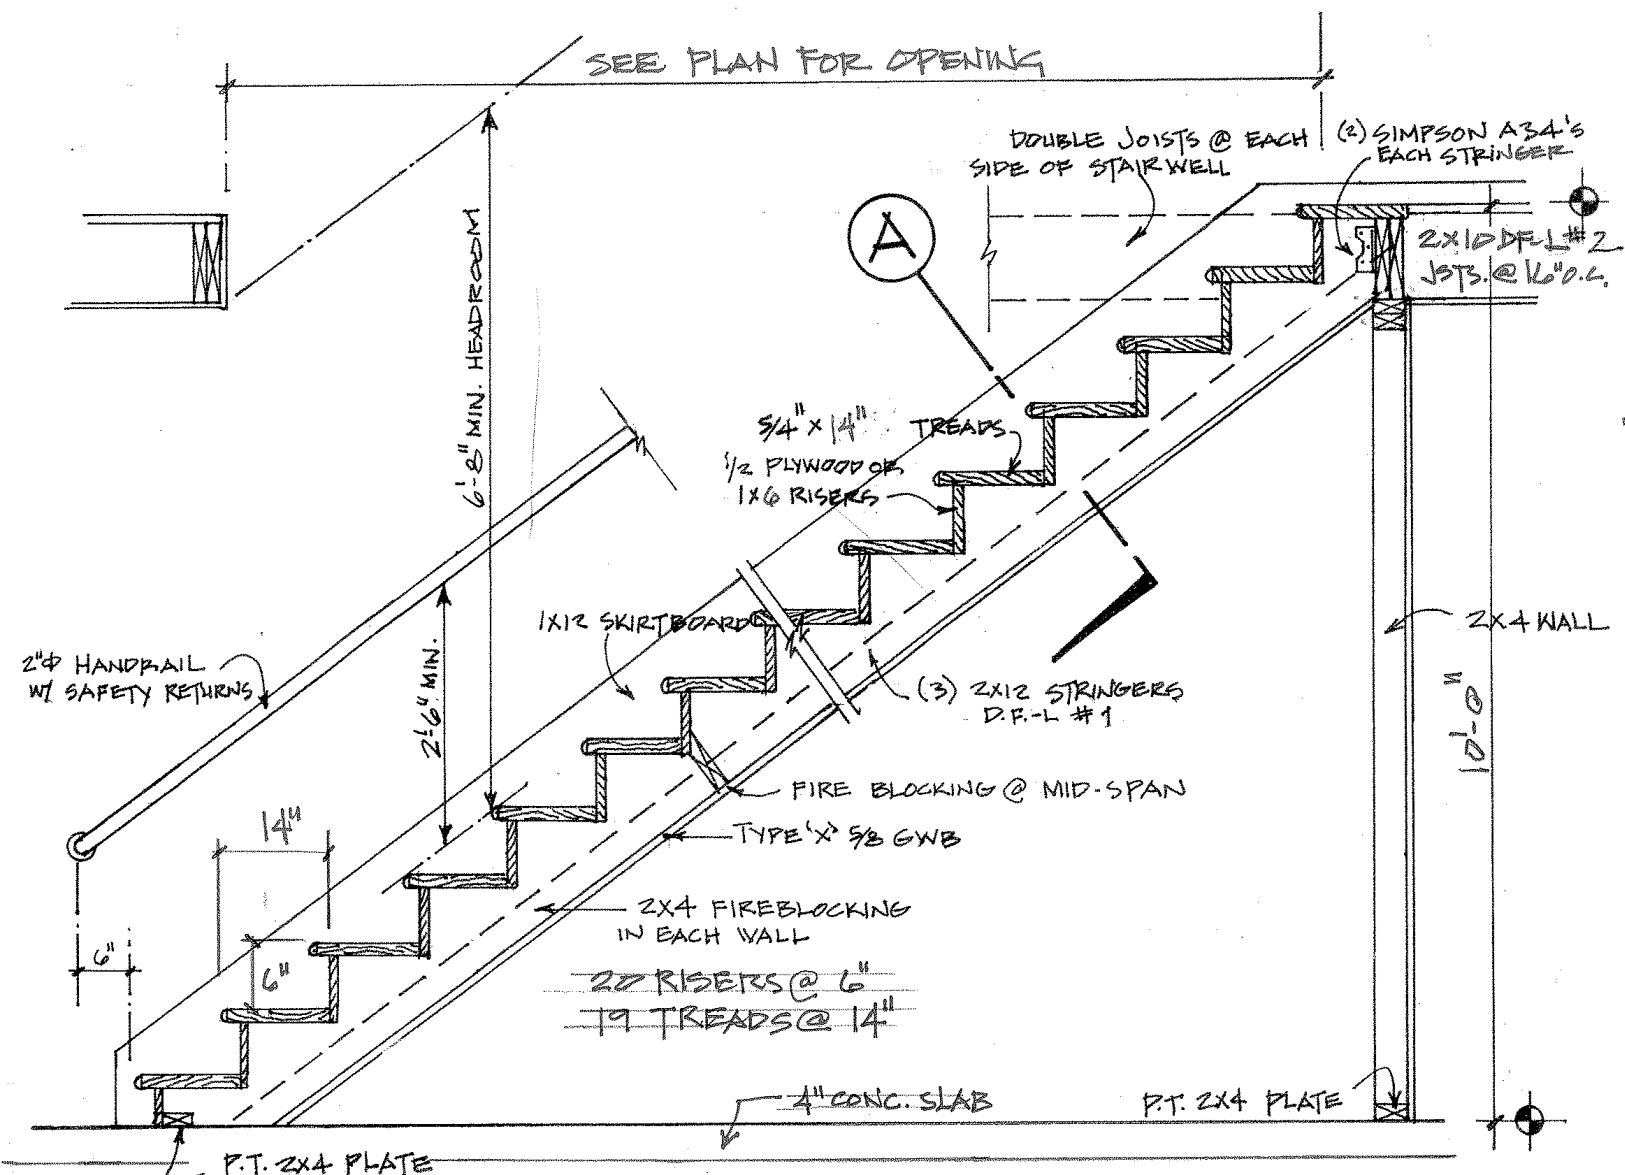 SEE PLAN FOR OPENING
DOUBLE JOISTS @ EACH
SIDE OF STAIRWELL
(2) SIMPSON A34'S
EACH STRINGER
A
2X10 DF-L #2
JSTS. @ 16" O.C.
6'-8" MIN. HEADROOM
5/4" X 14" TREADS
1/2 PLYWOOD OR
1X6 RISERS
1X12 SKIRTBOARD
2"Φ HANDRAIL
W/ SAFETY RETURNS
2'-6" MIN.
2X4 WALL
(3) 2X12 STRINGERS
D.F.-L #1
10'-0"
FIRE BLOCKING @ MID-SPAN
TYPE 'X' 5/8 GWB
14"
2X4 FIREBLOCKING
IN EACH WALL
6"
6"
20 RISERS @ 6"
19 TREADS @ 14"
4" CONC. SLAB
P.T. 2X4 PLATE
P.T. 2X4 PLATE